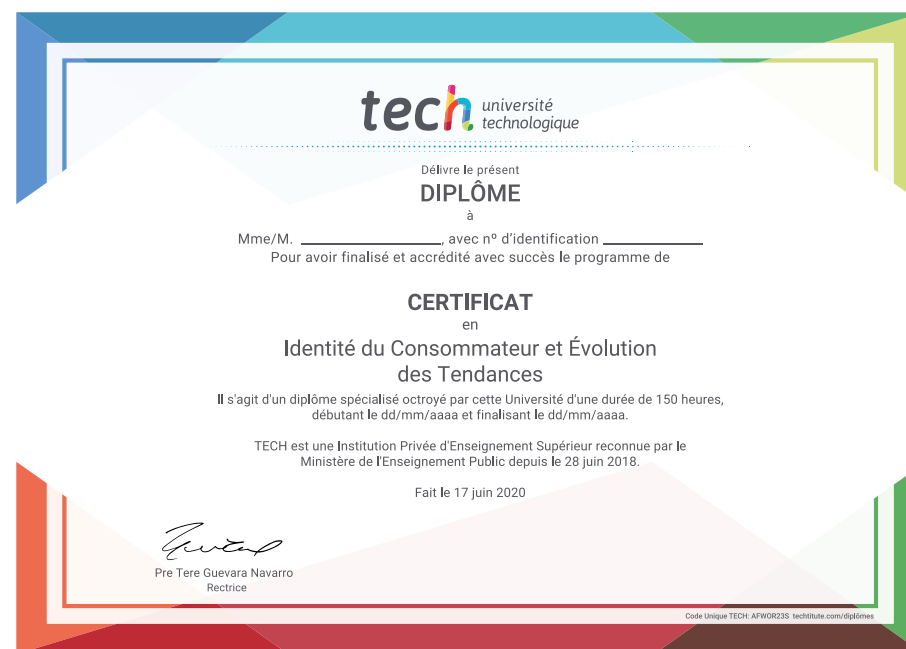 tech université
technologique
Délivre le présent
DIPLÔME
à
Mme/M. ____________________, avec nº d'identification ______________
Pour avoir finalisé et accrédité avec succès le programme de
CERTIFICAT
en
Identité du Consommateur et Évolution
des Tendances
Il s'agit d'un diplôme spécialisé octroyé par cette Université d'une durée de 150 heures,
débutant le dd/mm/aaaa et finalisant le dd/mm/aaaa.
TECH est une Institution Privée d'Enseignement Supérieur reconnue par le
Ministère de l'Enseignement Public depuis le 28 juin 2018.
Fait le 17 juin 2020
Pre Tere Guevara Navarro
Rectrice
Code Unique TECH: AFWOR23S techtitute.com/diplômes